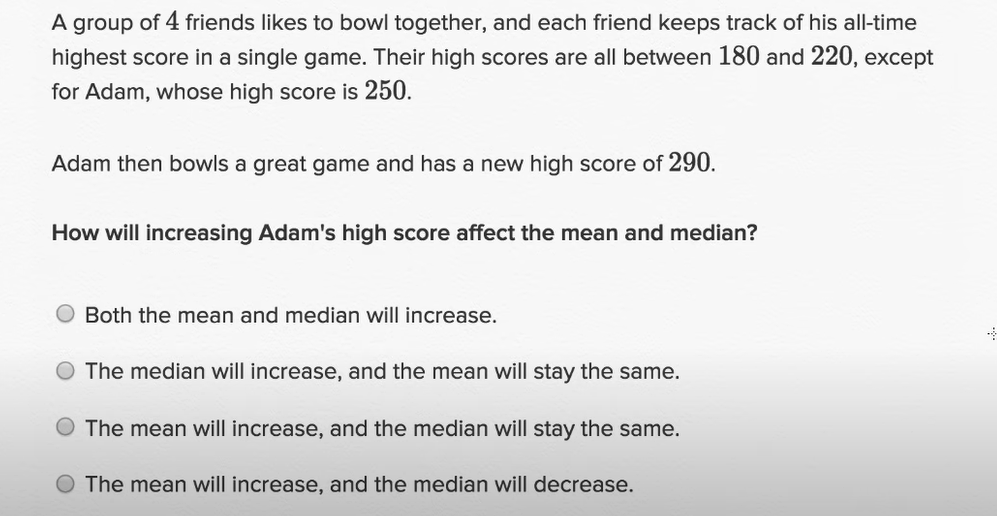 A group of 4 friends likes to bowl together, and each friend keeps track of his all-time
highest score in a single game. Their high scores are all between 180 and 220, except
for Adam, whose high score is 250.
Adam then bowls a great game and has a new high score of 290.
How will increasing Adam's high score affect the mean and median?
Both the mean and median will increase.
The median will increase, and the mean will stay the same.
The mean will increase, and the median will stay the same.
The mean will increase, and the median will decrease.